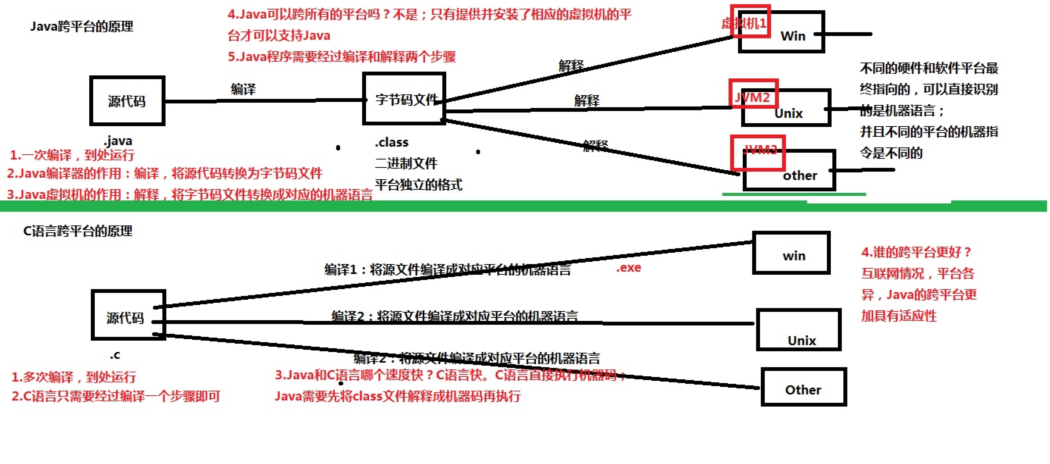 Java跨平台的原理
4.Java可以跨所有的平台吗？不是；只有提供并安装了相应的虚拟机的平
台才可以支持Java
5.Java程序需要经过编译和解释两个步骤
虚拟机1
Win
解释
源代码
编译
字节码文件
解释
JVM2
Unix
不同的硬件和软件平台最
终指向的，可以直接识别
的是机器语言；
并且不同的平台的机器指
令是不同的
.java
.class
解释
JVM3
other
二进制文件
平台独立的格式
1.一次编译，到处运行
2.Java编译器的作用：编译，将源代码转换为字节码文件
3.Java虚拟机的作用：解释，将字节码文件转换成对应的机器语言
C语言跨平台的原理
编译1：将源文件编译成对应平台的机器语言
.exe
win
4.谁的跨平台更好？
互联网情况，平台各
异，Java的跨平台更
加具有适应性
源代码
编译2：将源文件编译成对应平台的机器语言
Unix
.c
编译2：将源文件编译成对应平台的机器语言
Other
1.多次编译，到处运行
2.C语言只需要经过编译一个步骤即可
3.Java和C语言哪个速度快？C语言快。C语言直接执行机器码；
Java需要先将class文件解释成机器码再执行